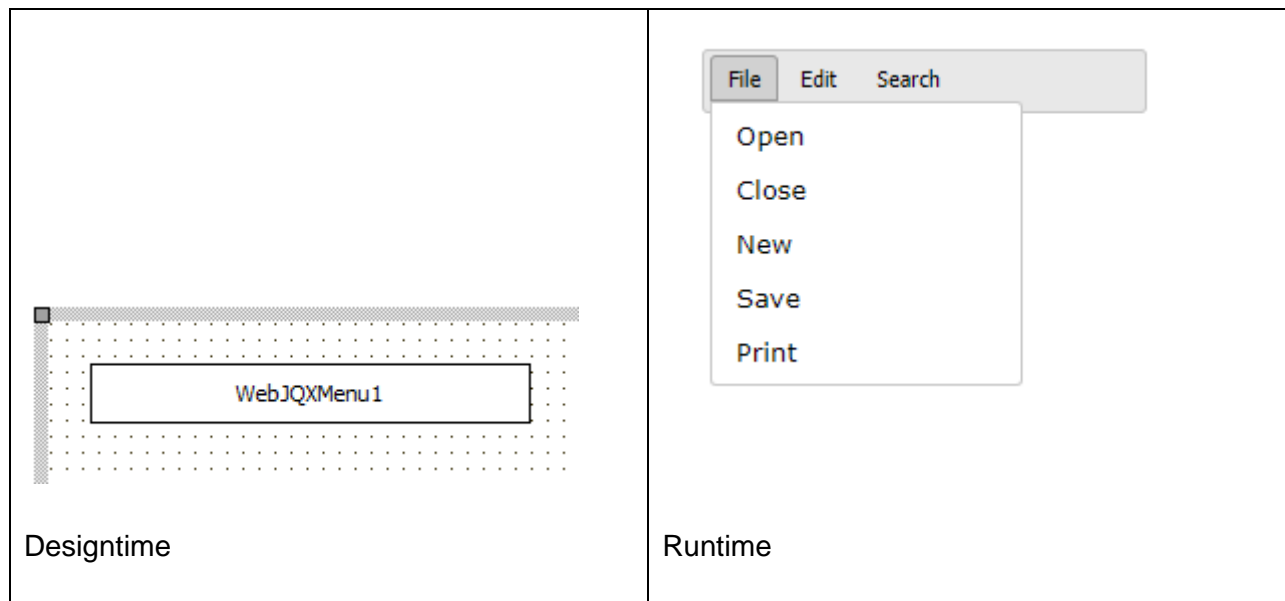 WebJQXMenu1
Designtime
File Edit Search
Open
Close
New
Save
Print
Runtime